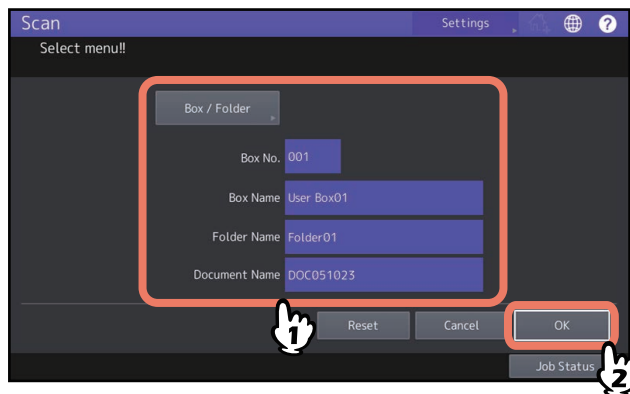 Scan
Settings
?
Select menu!!
Box / Folder
Box No. 001
Box Name User Box01
Folder Name Folder01
Document Name DOC051023
1
Reset Cancel OK
Job Status
2